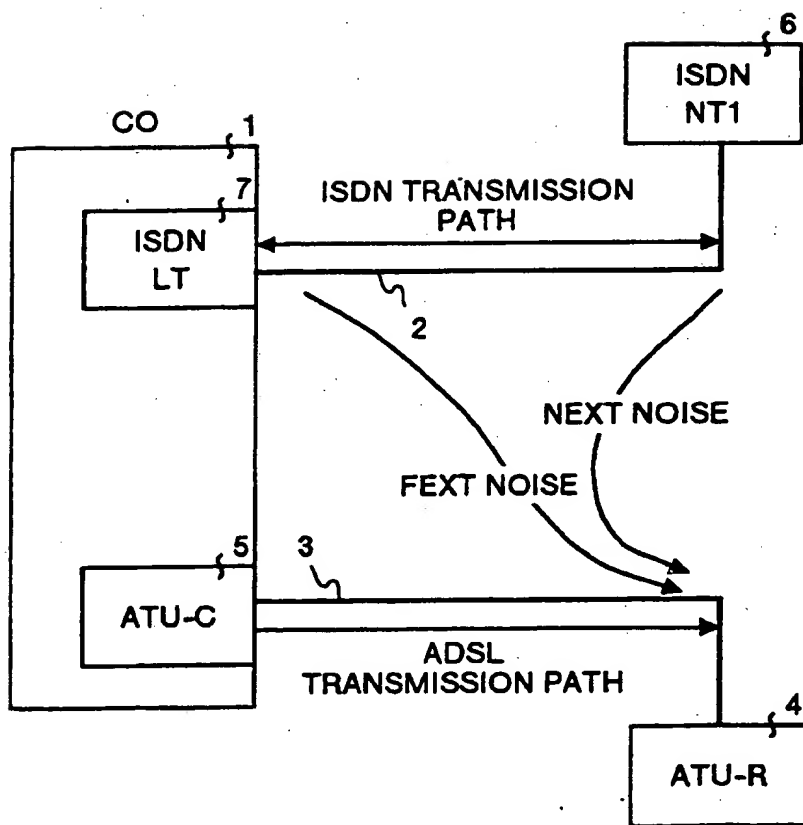 6
ISDN
NT1
CO
1
7
ISDN
LT
ISDN TRANSMISSION
PATH
2
NEXT NOISE
FEXT NOISE
5
ATU-C
3
ADSL
TRANSMISSION PATH
4
ATU-R